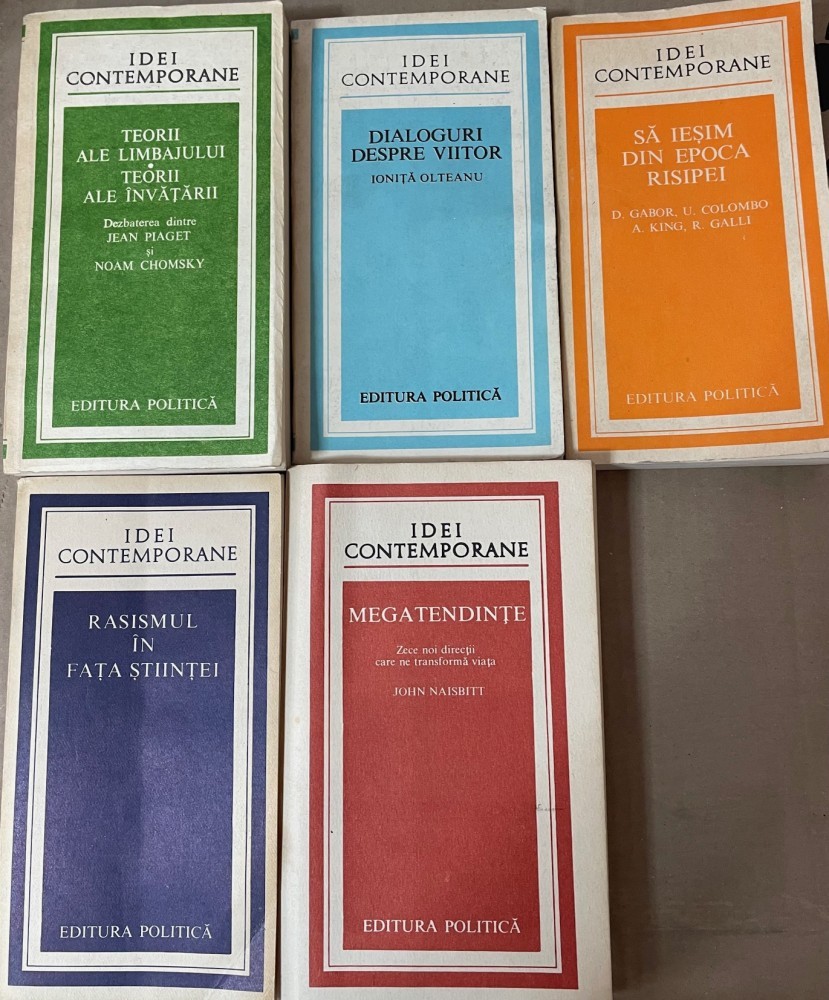 IDEI
CONTEMPORANE
TEORII
ALE LIMBAJULUI
•
TEORII
ALE ÎNVĂȚĂRII
Dezbaterea dintre
JEAN PIAGET
și
NOAM CHOMSKY
EDITURA POLITICĂ
IDEI
CONTEMPORANE
DIALOGURI
DESPRE VIITOR
IONIȚĂ OLTEANU
EDITURA POLITICĂ
IDEI
CONTEMPORANE
SĂ IEȘIM
DIN EPOCA
RISIPEI
D. GABOR, U. COLOMBO
A. KING, R. GALLI
EDITURA POLITICĂ
IDEI
CONTEMPORANE
RASISMUL
ÎN
FAȚA ȘTIINȚEI
EDITURA POLITICĂ
IDEI
CONTEMPORANE
MEGATENDINȚE
Zece noi direcții
care ne transformă viața
JOHN NAISBITT
EDITURA POLITICĂ